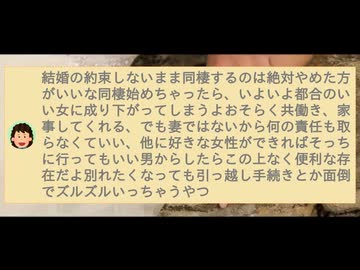 結婚の約束しないまま同棲するのは絶対やめた方
がいいな同棲始めちゃったら、いよいよ都合のい
い女に成り下がってしまうよおそらく共働き、家
事してくれる、でも妻ではないから何の責任も取
らなくていい、他に好きな女性ができればそっち
に行ってもいい男からしたらこの上なく便利な存
在だよ別れたくなっても引っ越し手続きとか面倒
でズルズルいっちゃうやつ